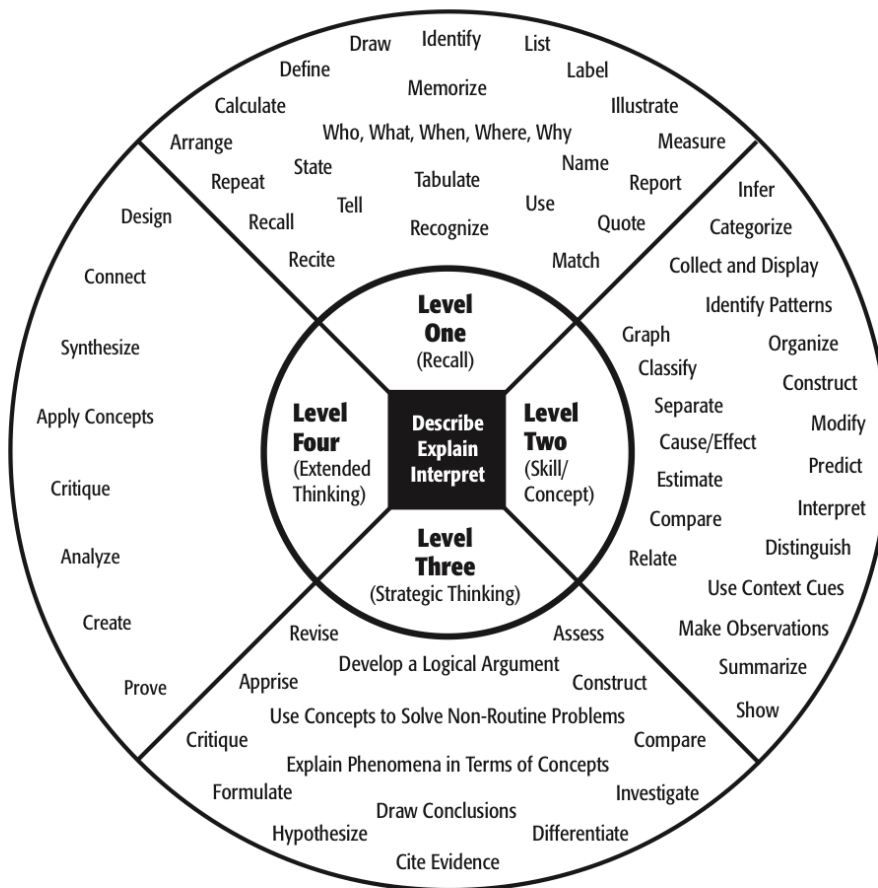 Draw
Identify
List
Define
Label
Memorize
Calculate
Illustrate
Who, What, When, Where, Why
Arrange
Measure
State
Name
Repeat
Tabulate
Report
Tell
Use
Recall
Quote
Recognize
Recite
Match
Level
One
(Recall)
Infer
Categorize
Collect and Display
Identify Patterns
Graph
Organize
Classify
Construct
Separate
Modify
Cause/Effect
Predict
Estimate
Interpret
Compare
Distinguish
Relate
Use Context Cues
Make Observations
Summarize
Show
Level
Two
(Skill/
Concept)
Describe
Explain
Interpret
Level
Three
(Strategic Thinking)
Revise
Assess
Develop a Logical Argument
Apprise
Construct
Use Concepts to Solve Non-Routine Problems
Critique
Compare
Explain Phenomena in Terms of Concepts
Formulate
Investigate
Draw Conclusions
Hypothesize
Differentiate
Cite Evidence
Level
Four
(Extended
Thinking)
Design
Connect
Synthesize
Apply Concepts
Critique
Analyze
Create
Prove